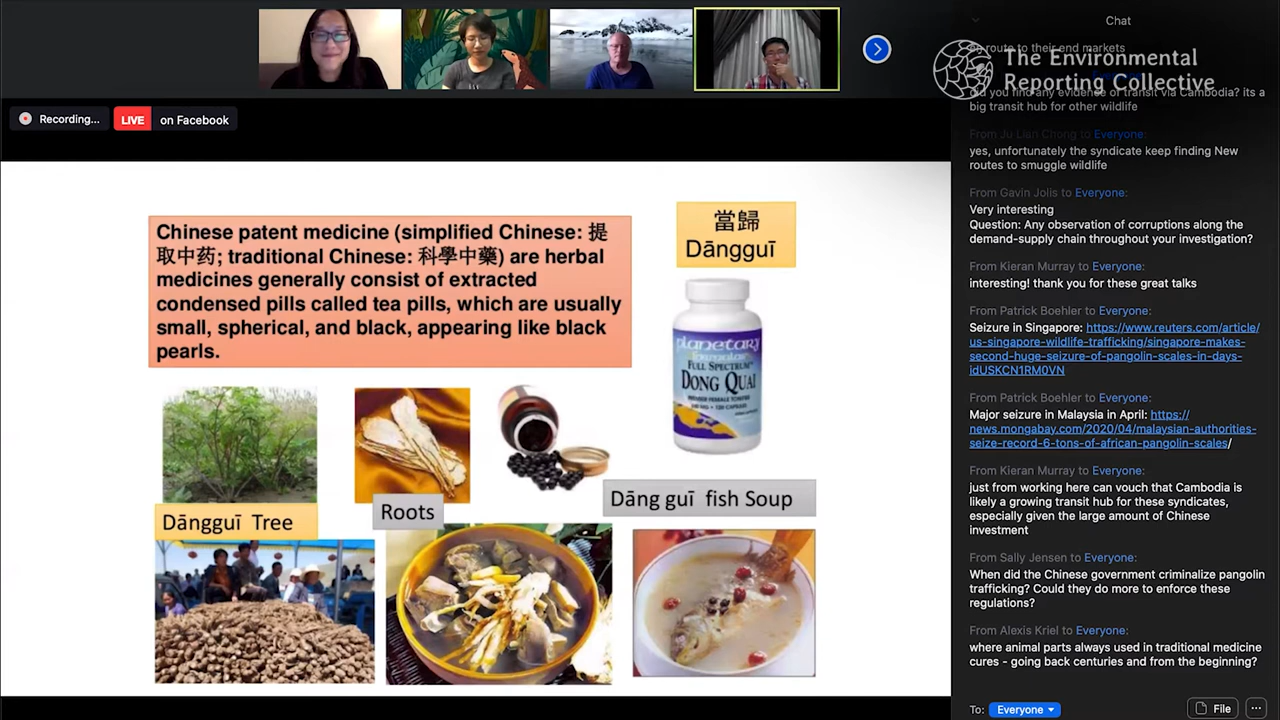 Recording...
LIVE
on Facebook
Chinese patent medicine (simplified Chinese: 提
取中药; traditional Chinese: 科學中藥) are herbal
medicines generally consist of extracted
condensed pills called tea pills, which are usually
small, spherical, and black, appearing like black
pearls.
當歸
Dāngguī
planetary
FULL SPECTRUM
DONG QUAI
Dāngguī Tree
Roots
Dāng guī fish Soup
Chat
en route to their end markets
The Environmental
Reporting Collective
did you find any evidence of transit via Cambodia? its a
big transit hub for other wildlife
From Ju Lian Chong to Everyone:
yes, unfortunately the syndicate keep finding New
routes to smuggle wildlife
From Gavin Jolis to Everyone:
Very interesting
Question: Any observation of corruptions along the
demand-supply chain throughout your investigation?
From Kieran Murray to Everyone:
interesting! thank you for these great talks
From Patrick Boehler to Everyone:
Seizure in Singapore: https://www.reuters.com/article/
us-singapore-wildlife-trafficking/singapore-makes-
second-huge-seizure-of-pangolin-scales-in-days-
idUSKCN1RM0VN
From Patrick Boehler to Everyone:
Major seizure in Malaysia in April: https://
news.mongabay.com/2020/04/malaysian-authorities-
seize-record-6-tons-of-african-pangolin-scales/
From Kieran Murray to Everyone:
just from working here can vouch that Cambodia is
likely a growing transit hub for these syndicates,
especially given the large amount of Chinese
investment
From Sally Jensen to Everyone:
When did the Chinese government criminalize pangolin
trafficking? Could they do more to enforce these
regulations?
From Alexis Kriel to Everyone:
where animal parts always used in traditional medicine
cures - going back centuries and from the beginning?
To: Everyone
File